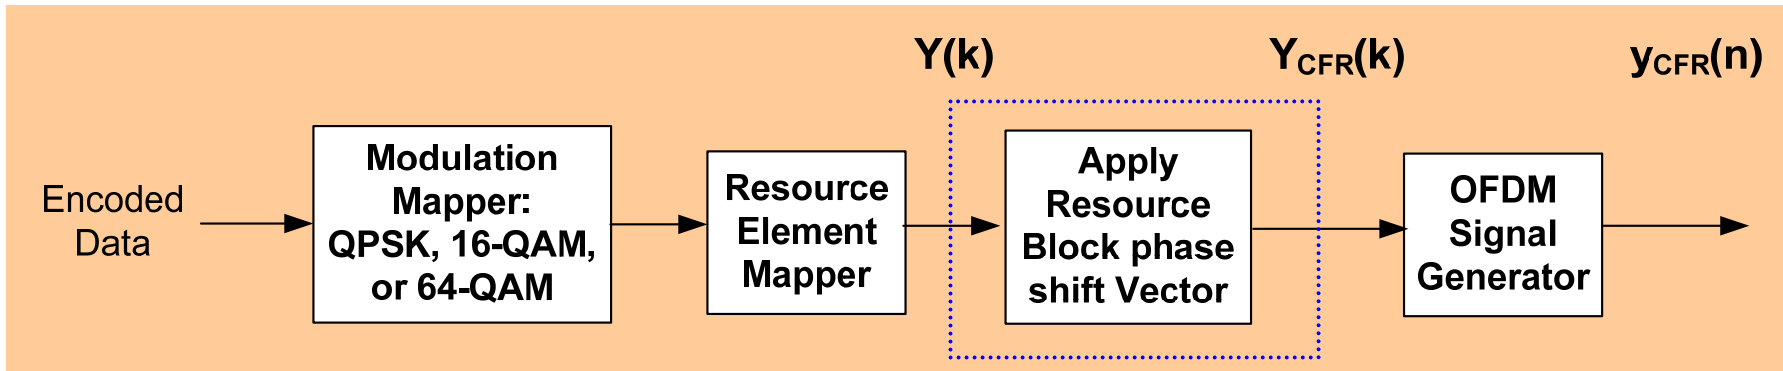 Y(k)
YCFR(k)
yCFR(n)
Encoded
Data
Modulation
Mapper:
QPSK, 16-QAM,
or 64-QAM
Resource
Element
Mapper
Apply
Resource
Block phase
shift Vector
OFDM
Signal
Generator